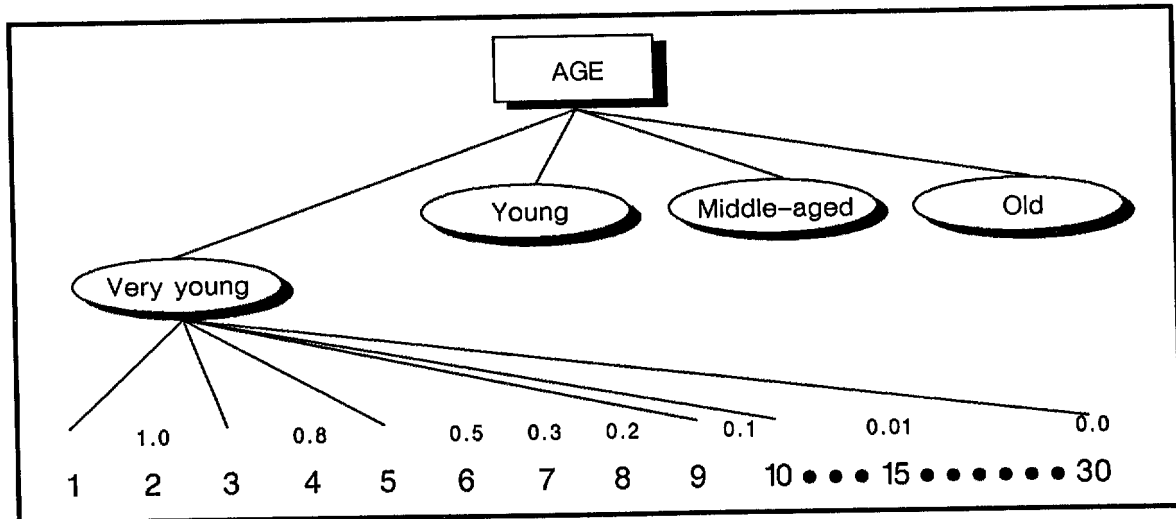 AGE
Young Middle-aged Old
Very young
1.0 0.8 0.5 0.3 0.2 0.1 0.01 0.0
1 2 3 4 5 6 7 8 9 10 ● ● ● 15 ● ● ● ● ● ● ● 30